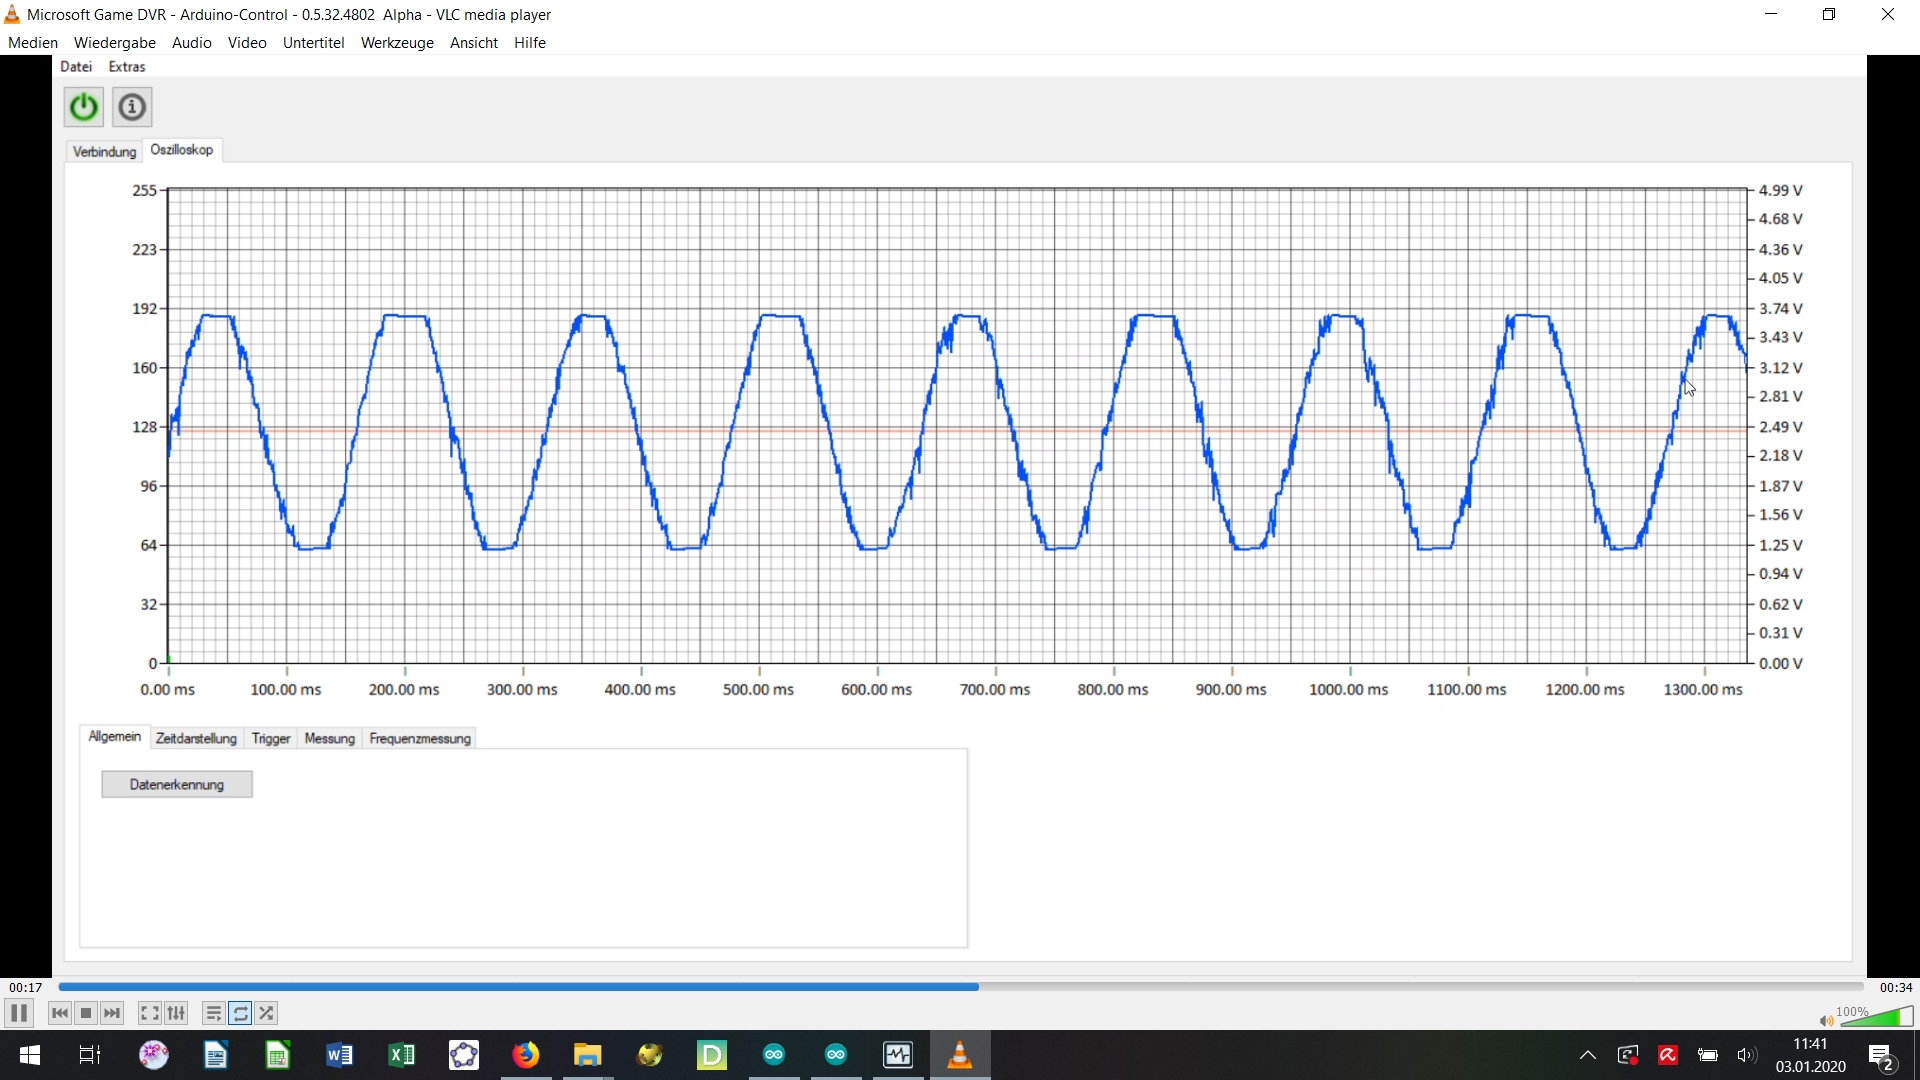 Microsoft Game DVR - Arduino-Control - 0.5.32.4802  Alpha - VLC media player
Medien Wiedergabe Audio Video Untertitel Werkzeuge Ansicht Hilfe
Datei Extras
Verbindung Oszilloskop
255 4.99 V
4.68 V
223 4.36 V
4.05 V
192 3.74 V
3.43 V
160 3.12 V
2.81 V
128 2.49 V
2.18 V
96 1.87 V
1.56 V
64 1.25 V
0.94 V
32 0.62 V
0.31 V
0 0.00 V
0.00 ms 100.00 ms 200.00 ms 300.00 ms 400.00 ms 500.00 ms 600.00 ms 700.00 ms 800.00 ms 900.00 ms 1000.00 ms 1100.00 ms 1200.00 ms 1300.00 ms
Allgemein Zeitdarstellung Trigger Messung Frequenzmessung
Datenerkennung
00:17 00:34
100%
11:41
03.01.2020
2